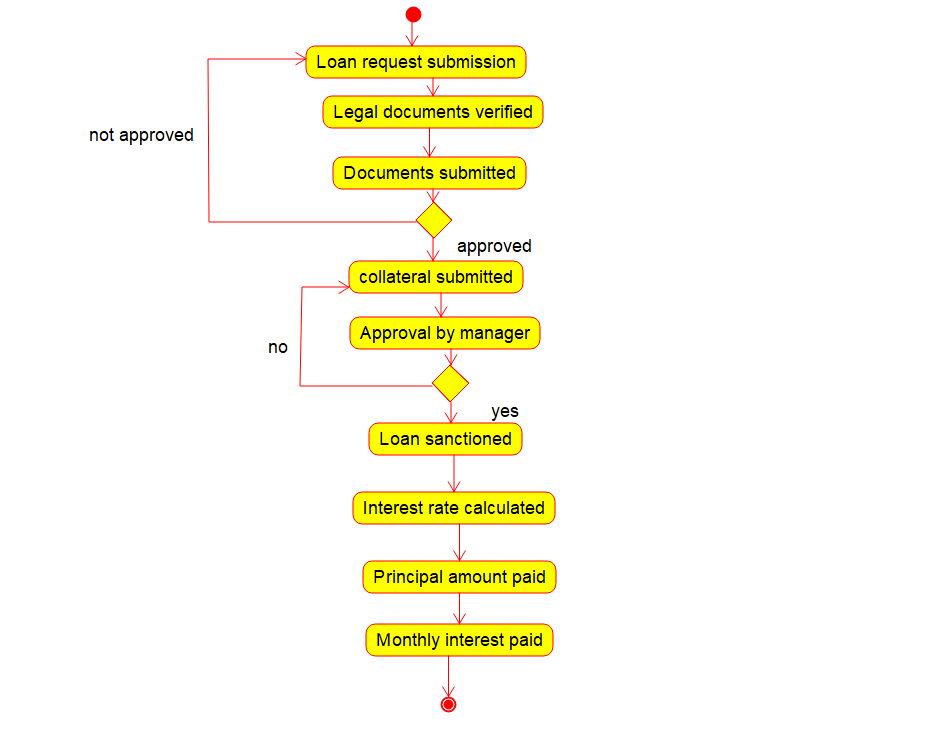 Loan request submission
Legal documents verified
not approved
Documents submitted
approved
collateral submitted
Approval by manager
no
yes
Loan sanctioned
Interest rate calculated
Principal amount paid
Monthly interest paid